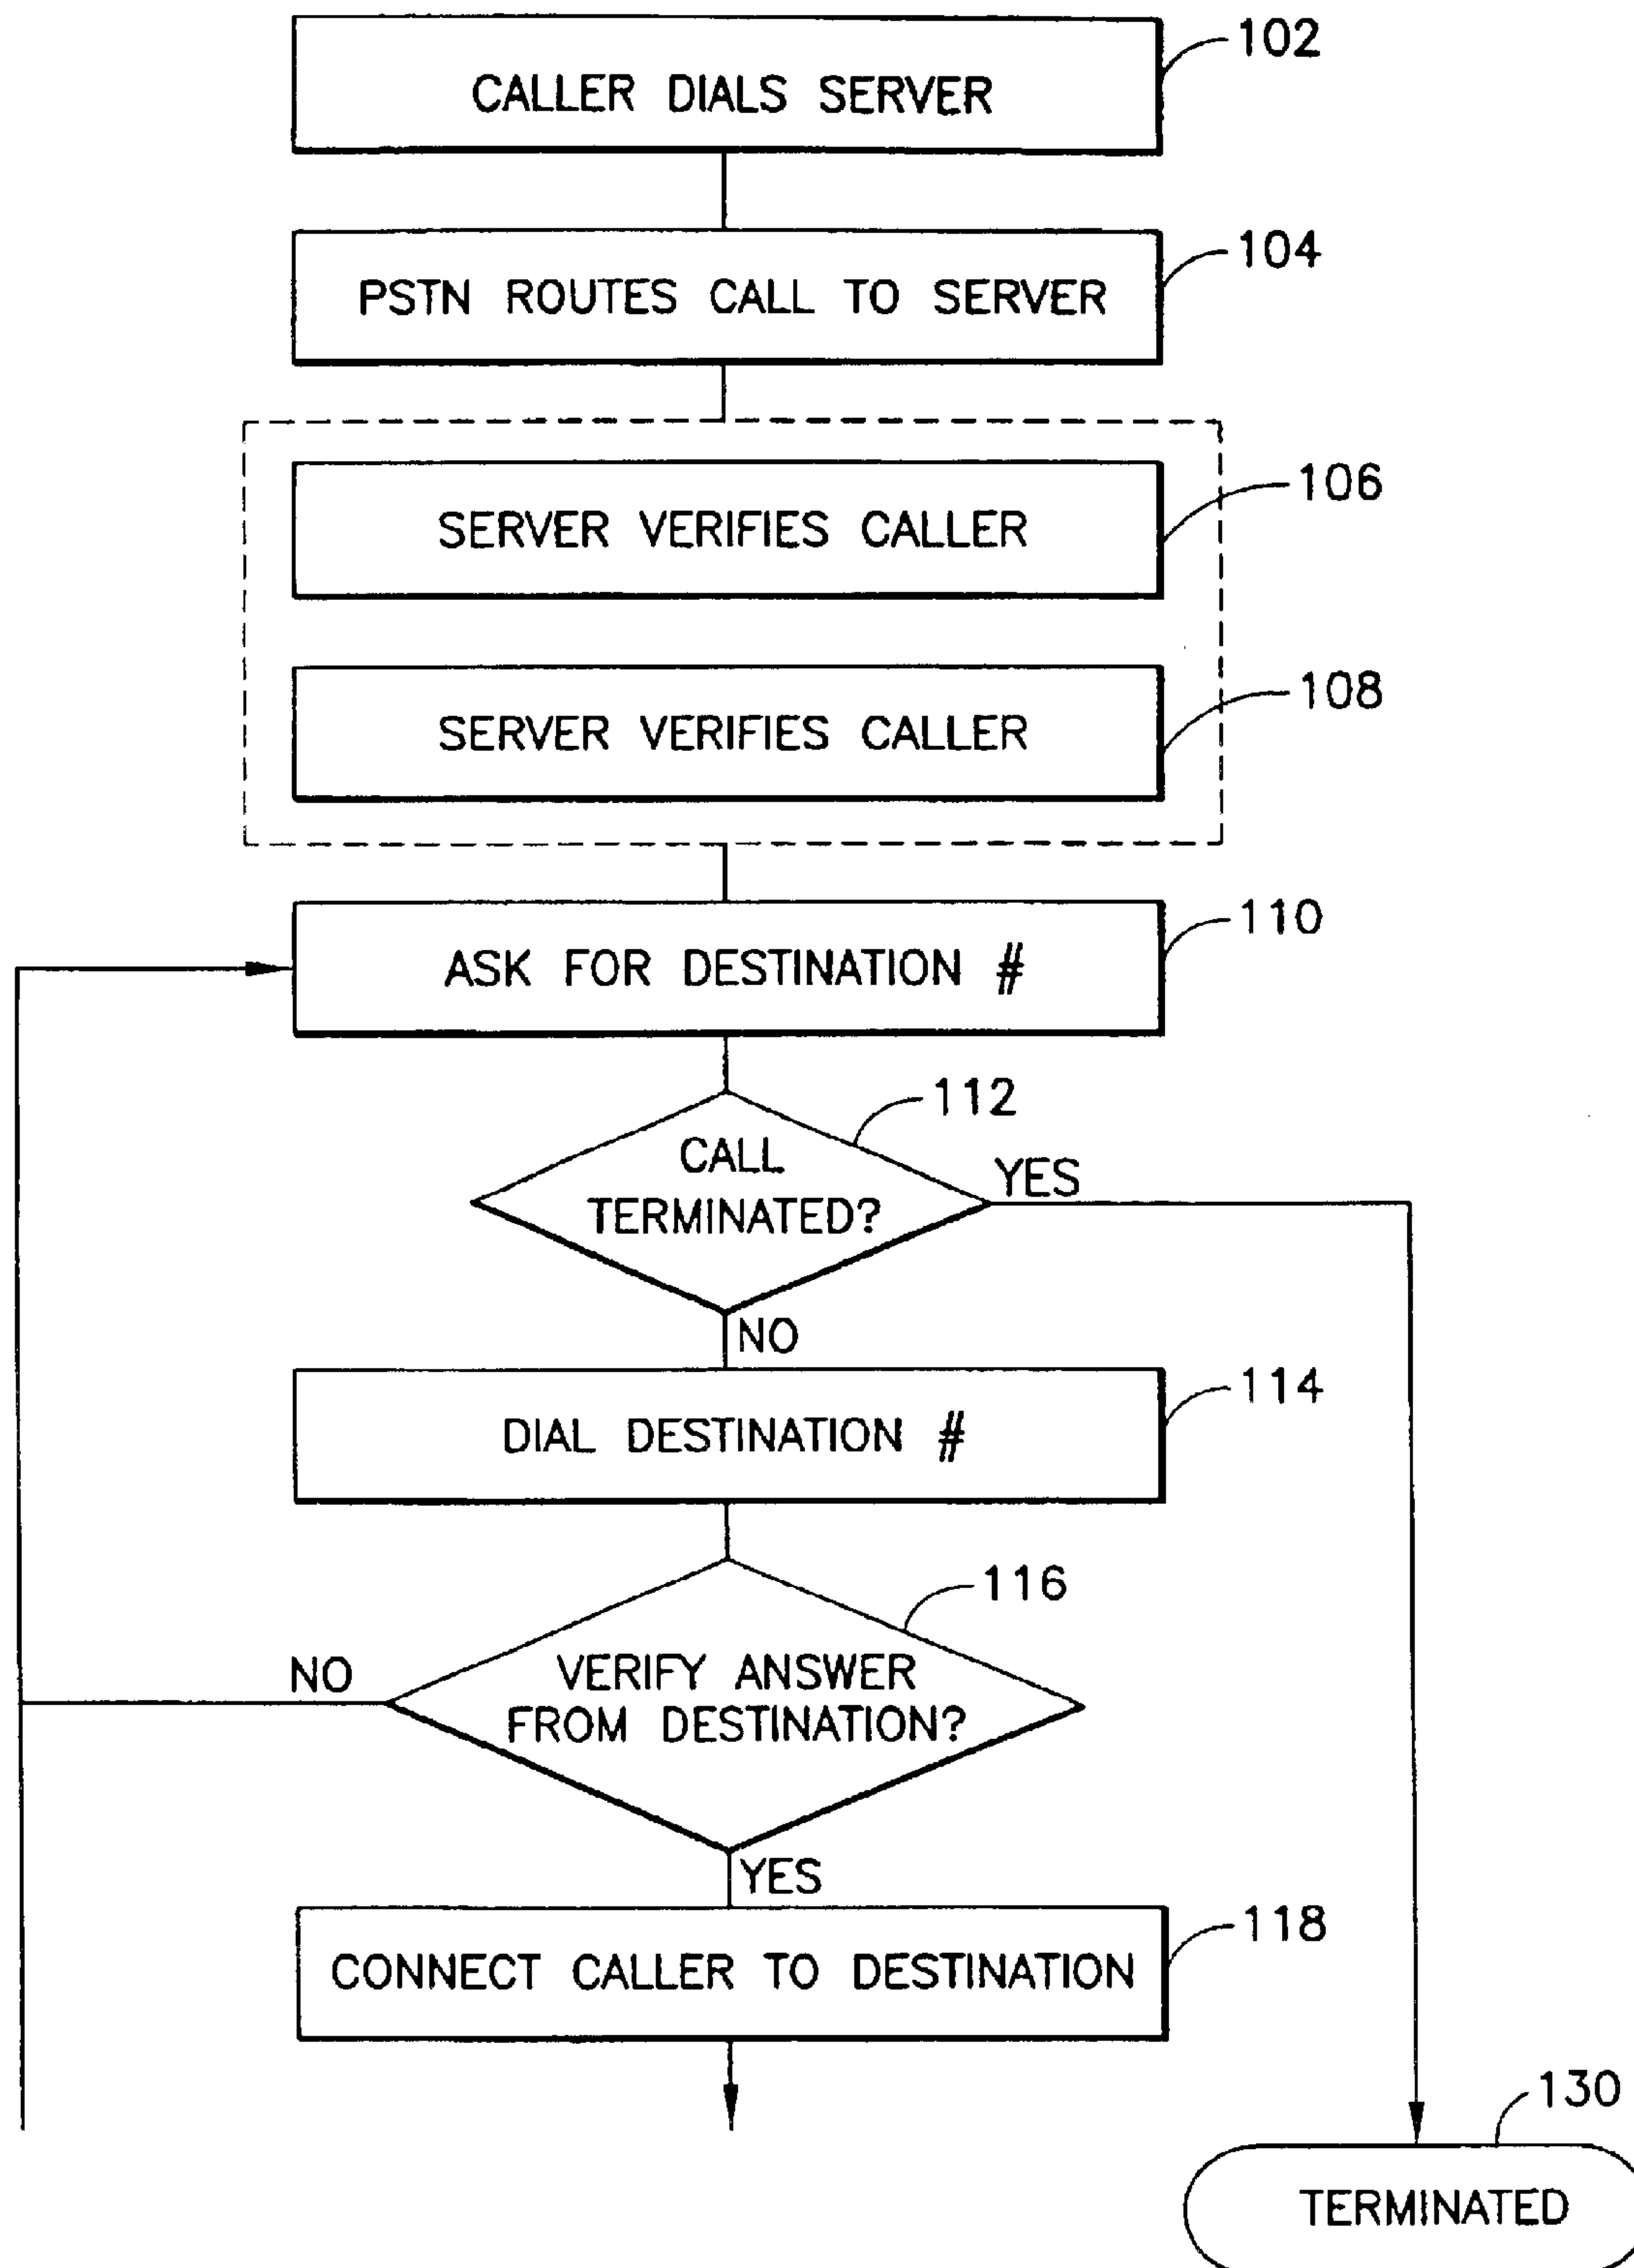 CALLER DIALS SERVER
102
PSTN ROUTES CALL TO SERVER
104
SERVER VERIFIES CALLER
106
SERVER VERIFIES CALLER
108
ASK FOR DESTINATION #
110
112
CALL
TERMINATED?
YES
NO
DIAL DESTINATION #
114
116
VERIFY ANSWER
FROM DESTINATION?
NO
YES
CONNECT CALLER TO DESTINATION
118
130
TERMINATED